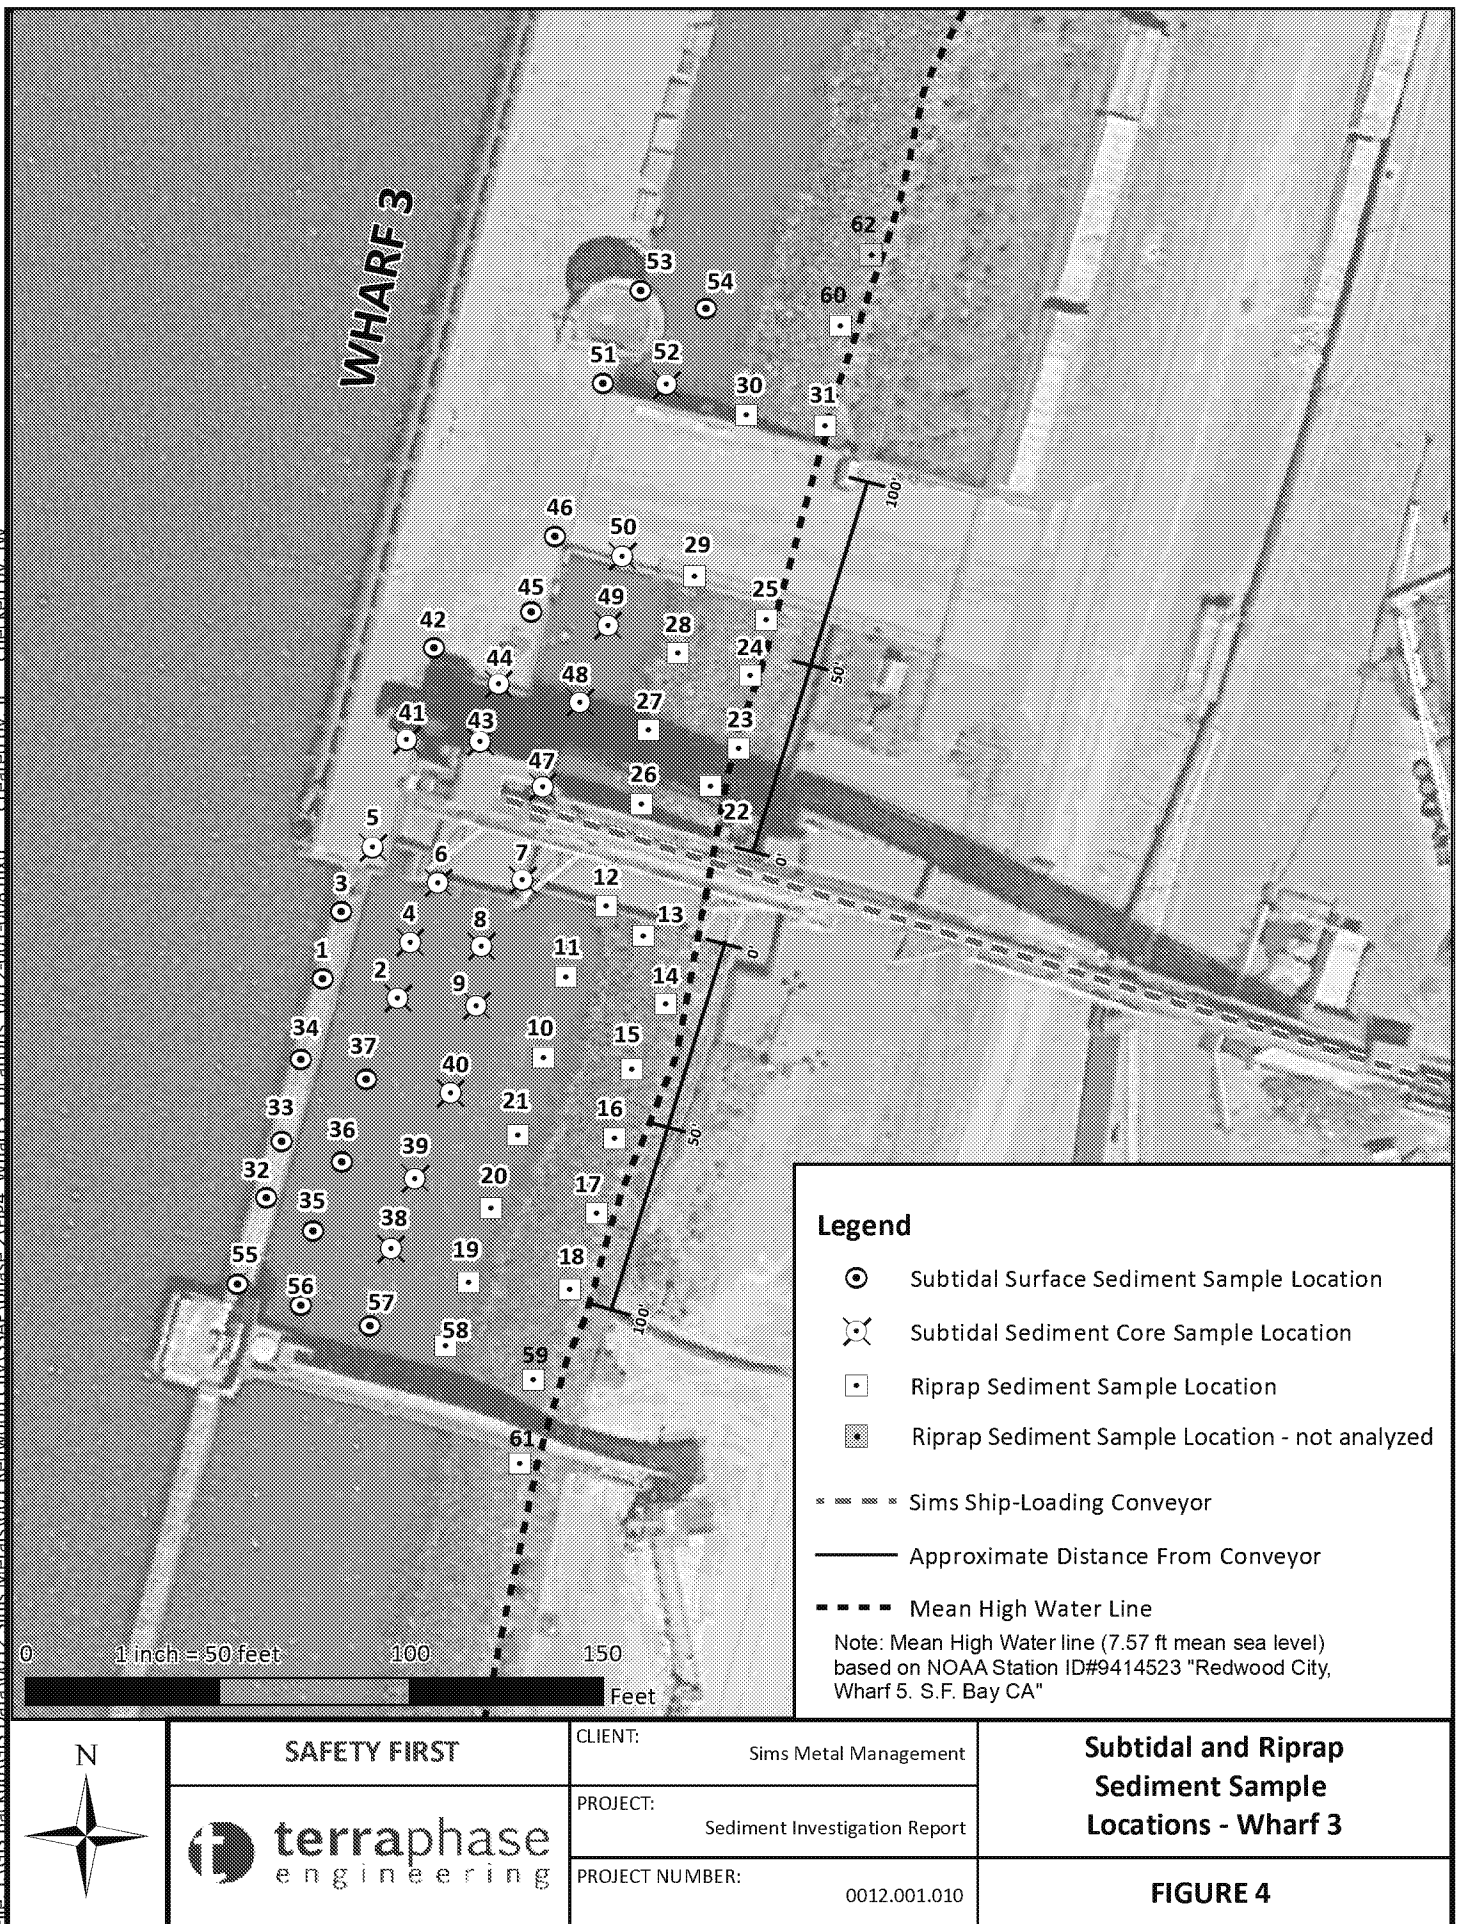 WHARF 3
62
53
54
60
51
52
30
31
100'
46
50
29
45
49
25
42
28
24
44
50'
48
27
41
43
23
47
26
22
5
6
7
0'
3
12
4
8
13
1
2
9
11
0'
14
34
37
10
15
40
33
36
21
16
50'
39
32
35
20
17
38
55
19
18
56
57
58
100'
59
61
Legend
Subtidal Surface Sediment Sample Location
Subtidal Sediment Core Sample Location
Riprap Sediment Sample Location
Riprap Sediment Sample Location - not analyzed
Sims Ship-Loading Conveyor
Approximate Distance From Conveyor
Mean High Water Line
Note: Mean High Water line (7.57 ft mean sea level)
based on NOAA Station ID#9414523 "Redwood City,
Wharf 5. S.F. Bay CA"
0 1 inch = 50 feet 100 150
Feet
N
SAFETY FIRST
terraphase
engineering
CLIENT:
Sims Metal Management
PROJECT:
Sediment Investigation Report
PROJECT NUMBER:
0012.001.010
Subtidal and Riprap
Sediment Sample
Locations - Wharf 3
FIGURE 4